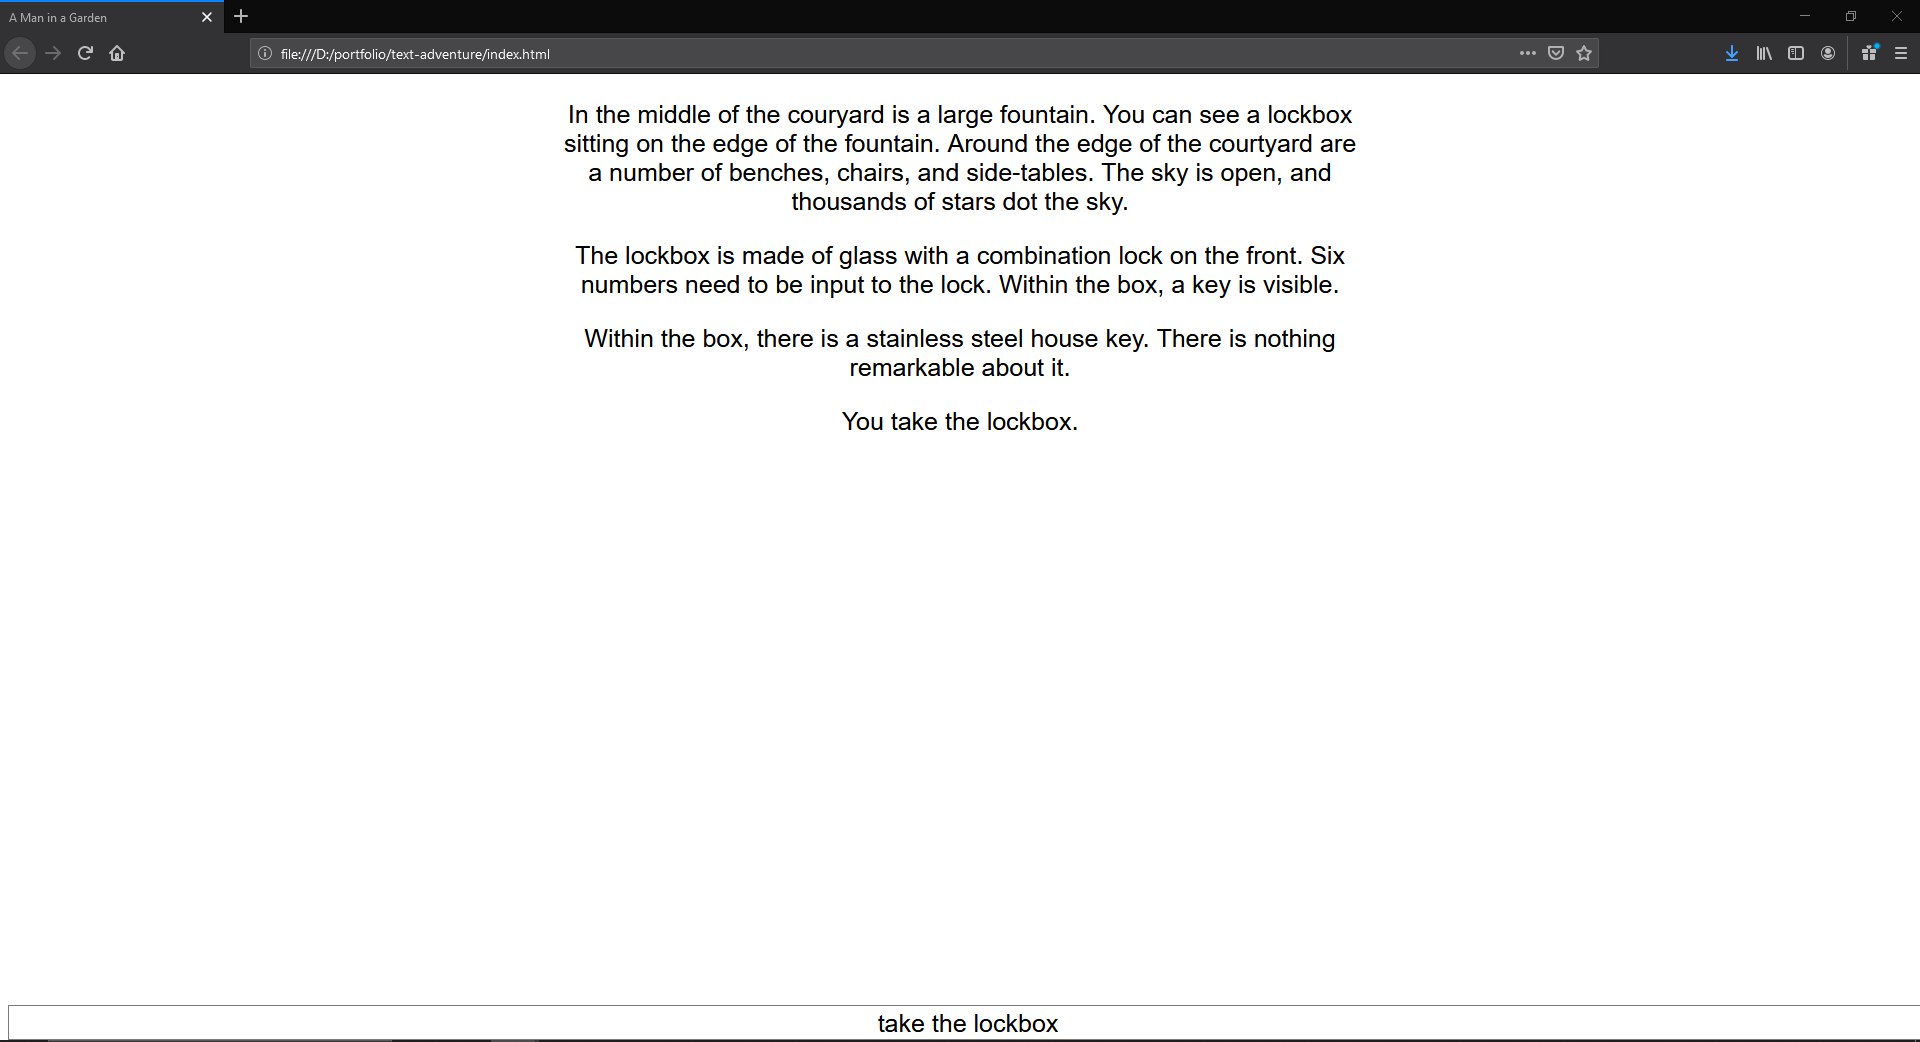 A Man in a Garden
file:///D:/portfolio/text-adventure/index.html
In the middle of the couryard is a large fountain. You can see a lockbox
sitting on the edge of the fountain. Around the edge of the courtyard are
a number of benches, chairs, and side-tables. The sky is open, and
thousands of stars dot the sky.
The lockbox is made of glass with a combination lock on the front. Six
numbers need to be input to the lock. Within the box, a key is visible.
Within the box, there is a stainless steel house key. There is nothing
remarkable about it.
You take the lockbox.
take the lockbox